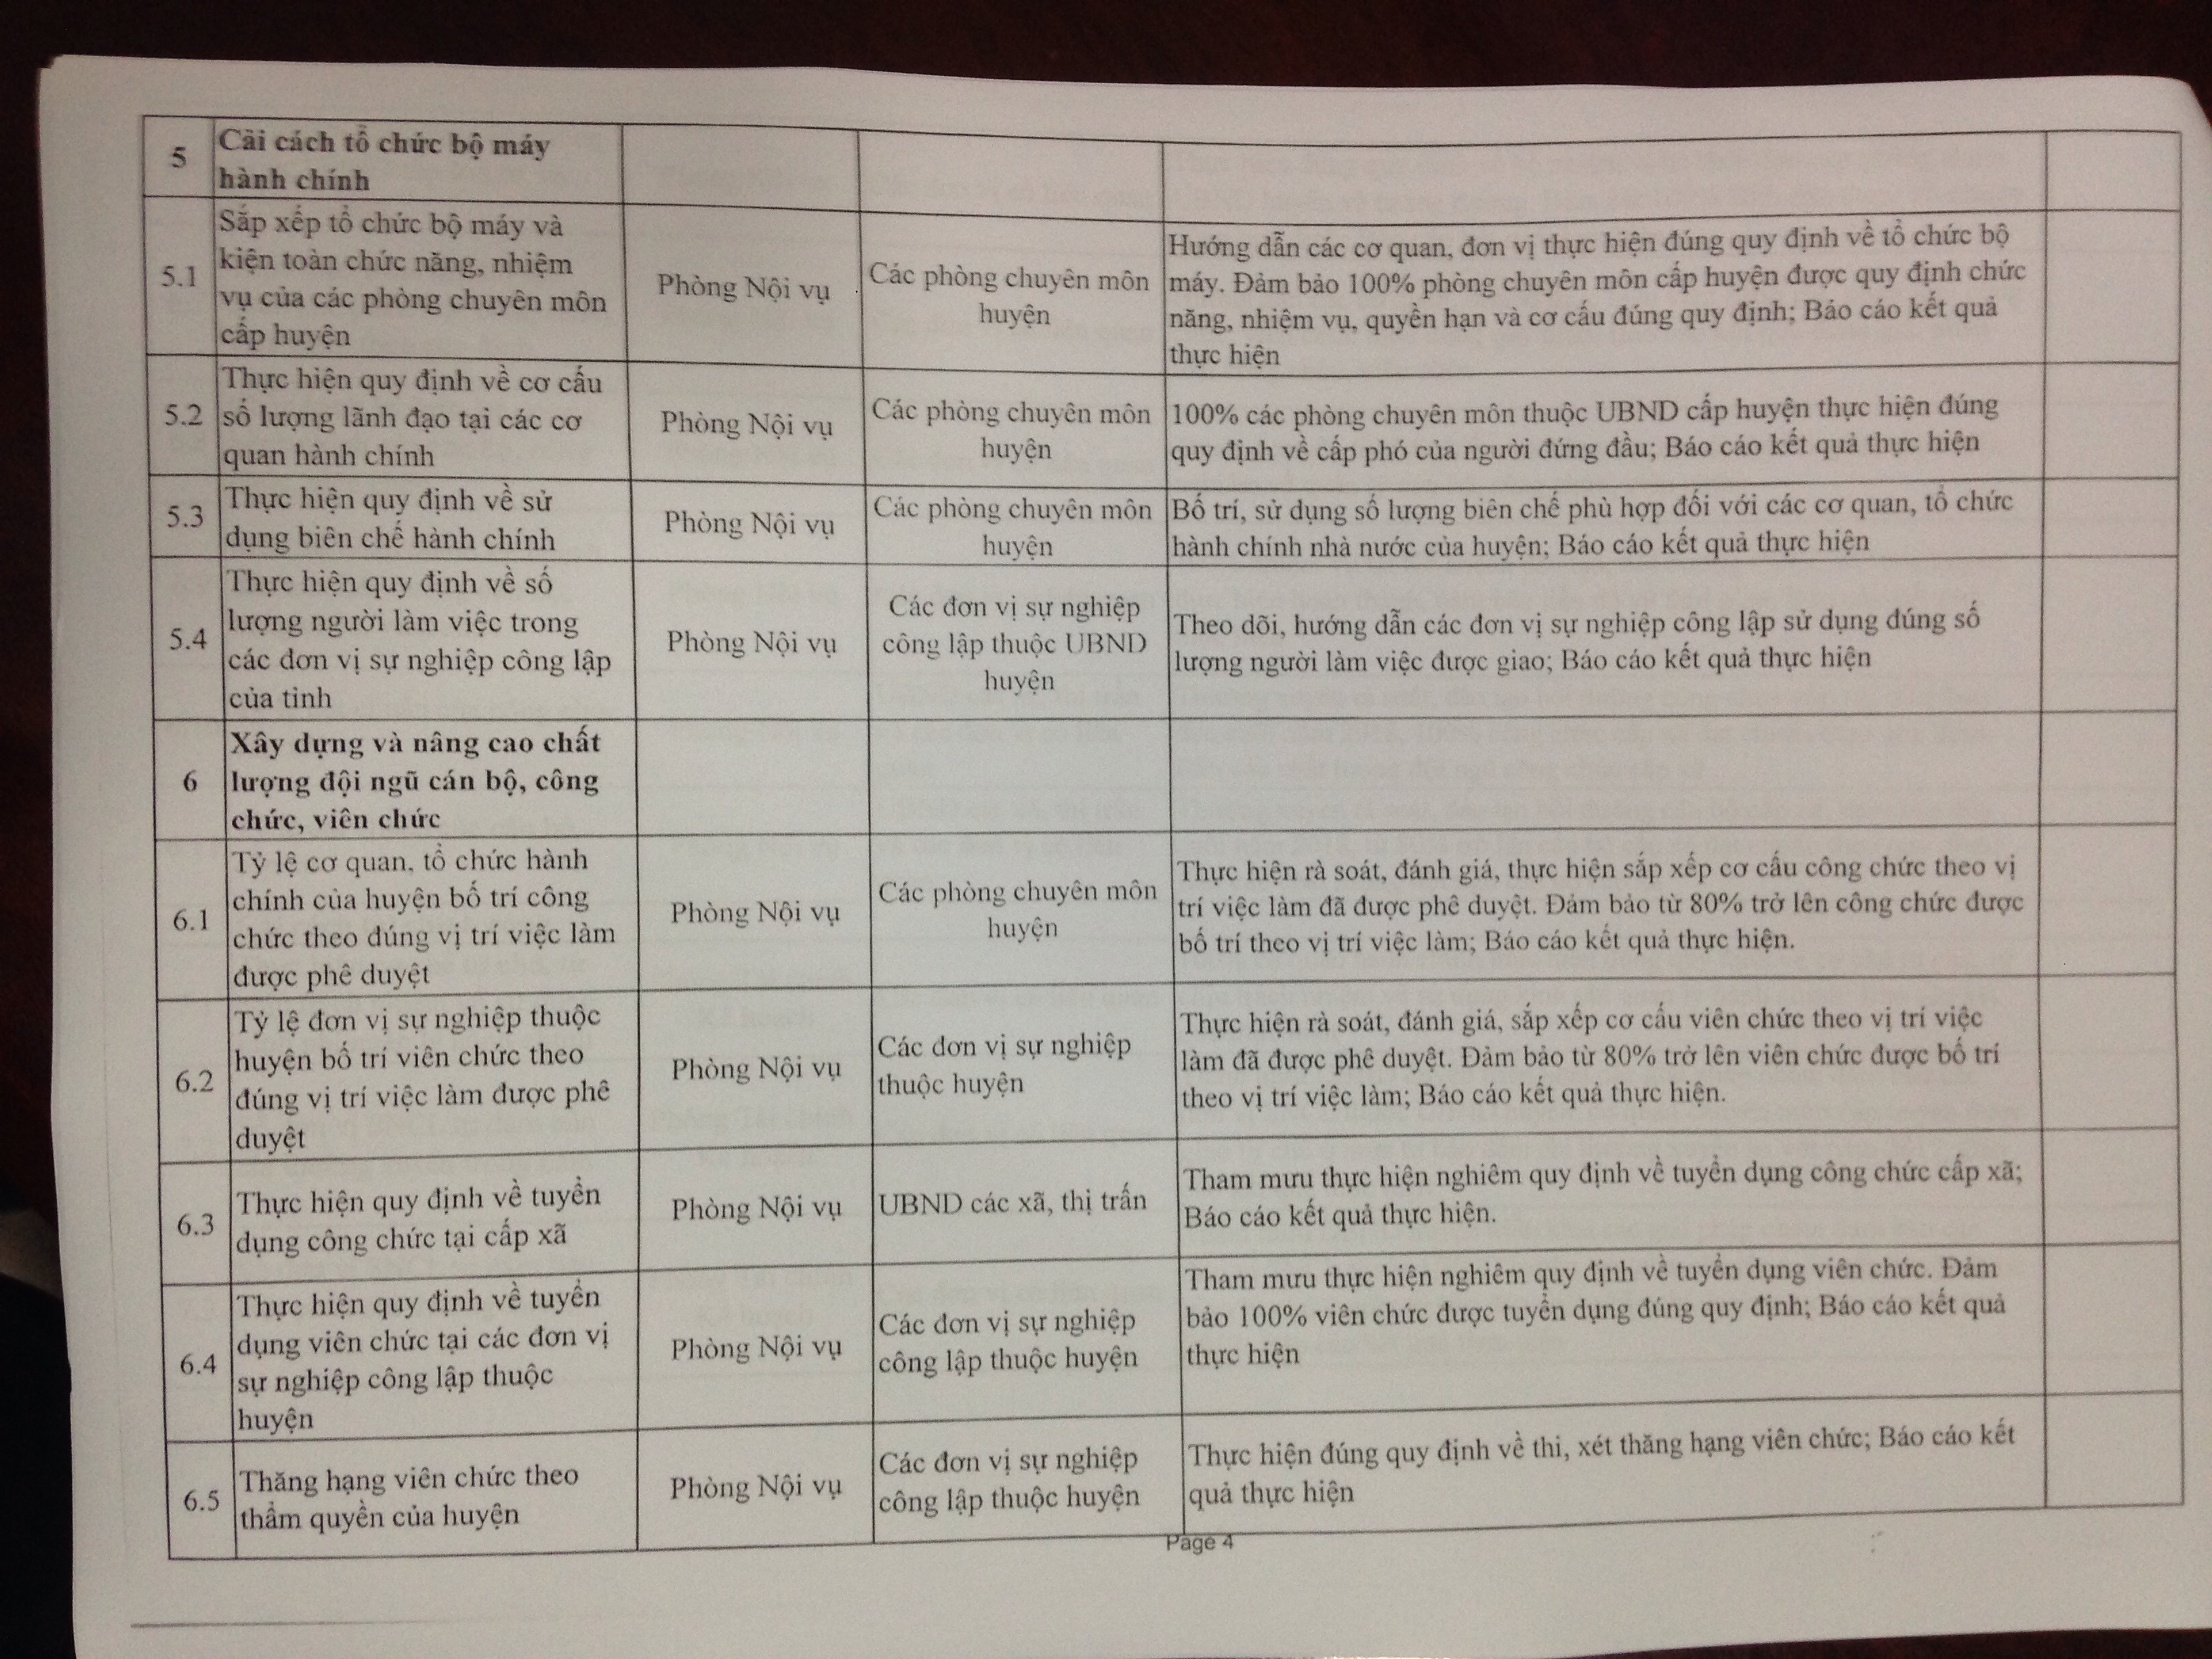 5
Cải cách tổ chức bộ máy
hành chính
5.1
Sắp xếp tổ chức bộ máy và
kiện toàn chức năng, nhiệm
vụ của các phòng chuyên môn
cấp huyện
Phòng Nội vụ
Các phòng chuyên môn
huyện
Hướng dẫn các cơ quan, đơn vị thực hiện đúng quy định về tổ chức bộ
máy. Đảm bảo 100% phòng chuyên môn cấp huyện được quy định chức
năng, nhiệm vụ, quyền hạn và cơ cấu đúng quy định; Báo cáo kết quả
thực hiện
5.2
Thực hiện quy định về cơ cấu
số lượng lãnh đạo tại các cơ
quan hành chính
Phòng Nội vụ
Các phòng chuyên môn
huyện
100% các phòng chuyên môn thuộc UBND cấp huyện thực hiện đúng
quy định về cấp phó của người đứng đầu; Báo cáo kết quả thực hiện
5.3
Thực hiện quy định về sử
dụng biên chế hành chính
Phòng Nội vụ
Các phòng chuyên môn
huyện
Bố trí, sử dụng số lượng biên chế phù hợp đối với các cơ quan, tổ chức
hành chính nhà nước của huyện; Báo cáo kết quả thực hiện
5.4
Thực hiện quy định về số
lượng người làm việc trong
các đơn vị sự nghiệp công lập
của tỉnh
Phòng Nội vụ
Các đơn vị sự nghiệp
công lập thuộc UBND
huyện
Theo dõi, hướng dẫn các đơn vị sự nghiệp công lập sử dụng đúng số
lượng người làm việc được giao; Báo cáo kết quả thực hiện
6
Xây dựng và nâng cao chất
lượng đội ngũ cán bộ, công
chức, viên chức
6.1
Tỷ lệ cơ quan, tổ chức hành
chính của huyện bố trí công
chức theo đúng vị trí việc làm
được phê duyệt
Phòng Nội vụ
Các phòng chuyên môn
huyện
Thực hiện rà soát, đánh giá, thực hiện sắp xếp cơ cấu công chức theo vị
trí việc làm đã được phê duyệt. Đảm bảo từ 80% trở lên công chức được
bố trí theo vị trí việc làm; Báo cáo kết quả thực hiện.
6.2
Tỷ lệ đơn vị sự nghiệp thuộc
huyện bố trí viên chức theo
đúng vị trí việc làm được phê
duyệt
Phòng Nội vụ
Các đơn vị sự nghiệp
thuộc huyện
Thực hiện rà soát, đánh giá, sắp xếp cơ cấu viên chức theo vị trí việc
làm đã được phê duyệt. Đảm bảo từ 80% trở lên viên chức được bố trí
theo vị trí việc làm; Báo cáo kết quả thực hiện.
6.3
Thực hiện quy định về tuyển
dụng công chức tại cấp xã
Phòng Nội vụ
UBND các xã, thị trấn
Tham mưu thực hiện nghiêm quy định về tuyển dụng công chức cấp xã;
Báo cáo kết quả thực hiện.
6.4
Thực hiện quy định về tuyển
dụng viên chức tại các đơn vị
sự nghiệp công lập thuộc
huyện
Phòng Nội vụ
Các đơn vị sự nghiệp
công lập thuộc huyện
Tham mưu thực hiện nghiêm quy định về tuyển dụng viên chức. Đảm
bảo 100% viên chức được tuyển dụng đúng quy định; Báo cáo kết quả
thực hiện
6.5
Thăng hạng viên chức theo
thẩm quyền của huyện
Phòng Nội vụ
Các đơn vị sự nghiệp
công lập thuộc huyện
Thực hiện đúng quy định về thi, xét thăng hạng viên chức; Báo cáo kết
quả thực hiện
Page 4